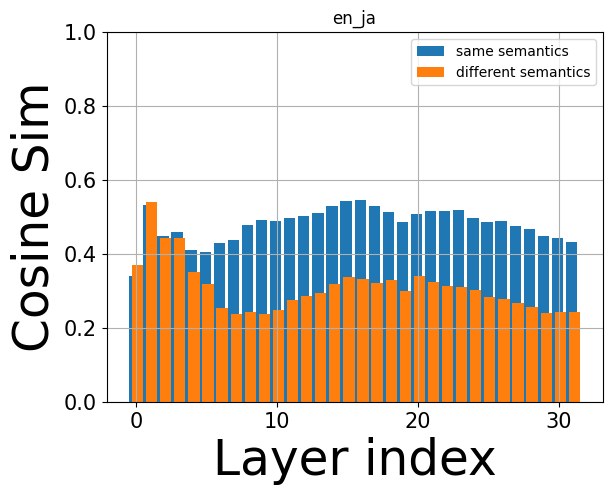 en_ja
same semantics
different semantics
Cosine Sim
1.0
0.8
0.6
0.4
0.2
0.0
0 10 20 30
Layer index